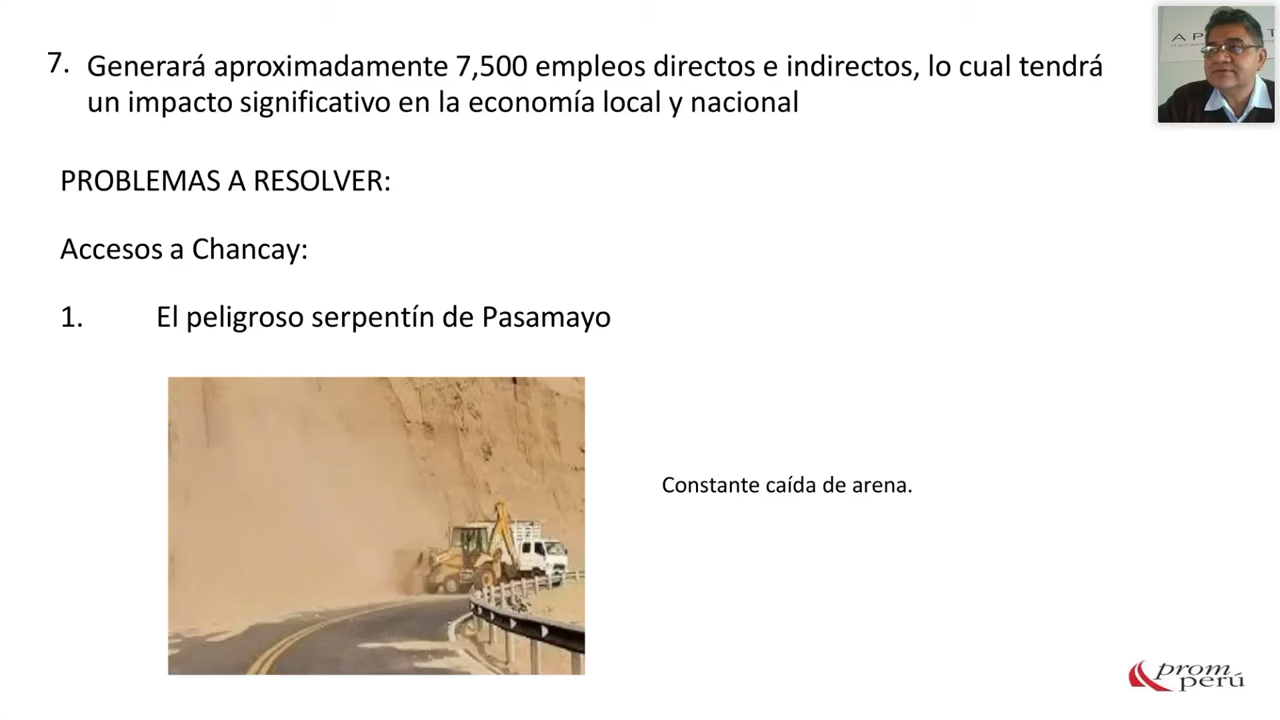 7. Generará aproximadamente 7,500 empleos directos e indirectos, lo cual tendrá
un impacto significativo en la economía local y nacional
PROBLEMAS A RESOLVER:
Accesos a Chancay:
1. El peligroso serpentín de Pasamayo
Constante caída de arena.
prom
perú